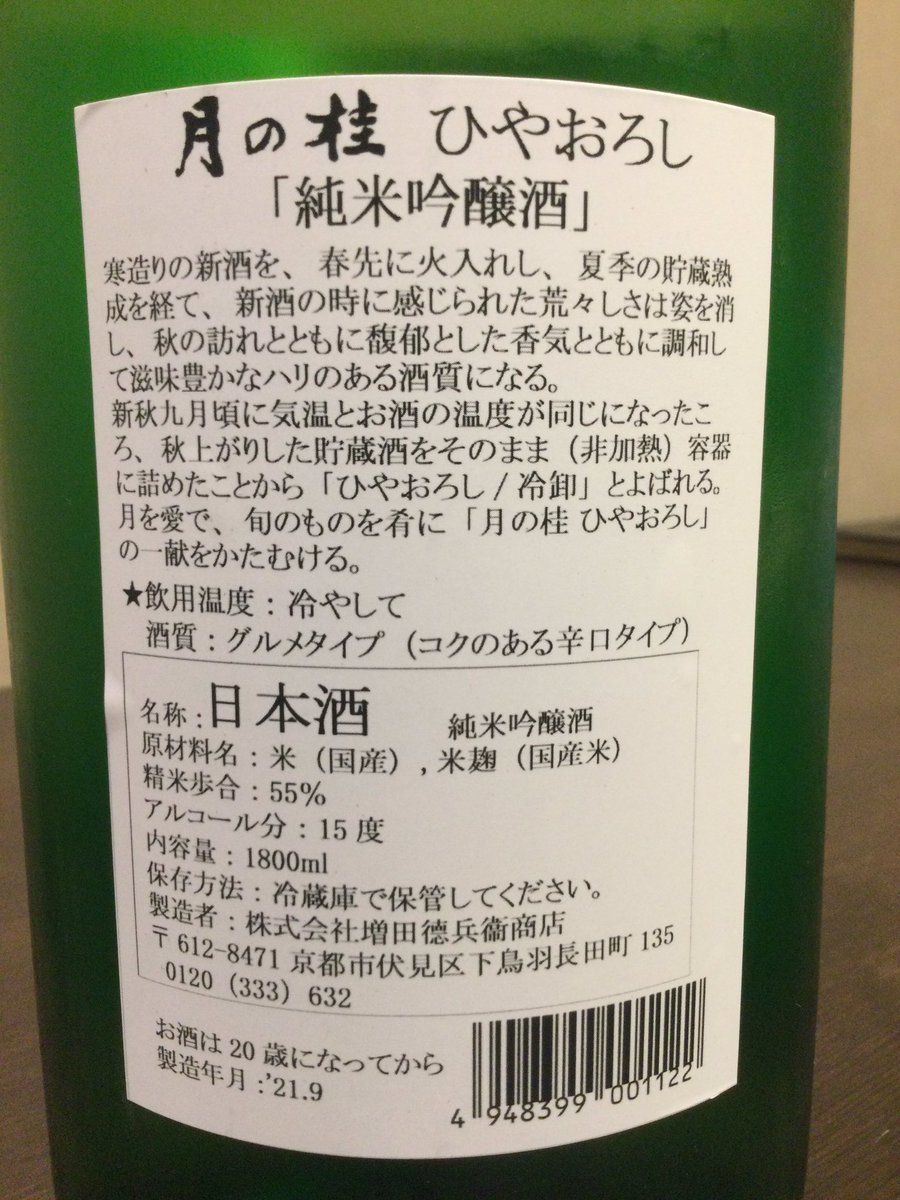 月の桂 ひやおろし
「純米吟醸酒」
寒造りの新酒を、春先に火入れし、夏季の貯蔵熟
成を経て、新酒の時に感じられた荒々しさは姿を消
し、秋の訪れとともに馥郁とした香気とともに調和し
て滋味豊かなハリのある酒質になる。
新秋九月頃に気温とお酒の温度が同じになったこ
ろ、秋上がりした貯蔵酒をそのまま(非加熱)容器
に詰めたことから「ひやおろし/冷卸」とよばれる。
月を愛で、旬のものを肴に「月の桂 ひやおろし」
の一献をかたむける。
★飲用温度:冷やして
酒質:グルメタイプ(コクのある辛口タイプ)
名称:日本酒 純米吟醸酒
原材料名:米(国産),米麹(国産米)
精米歩合:55%
アルコール分:15度
内容量:1800ml
保存方法:冷蔵庫で保管してください。
製造者:株式会社増田德兵衞商店
〒612-8471 京都市伏見区下鳥羽長田町135
0120(333)632
お酒は20歳になってから
製造年月:'21.9
4 948399 001122